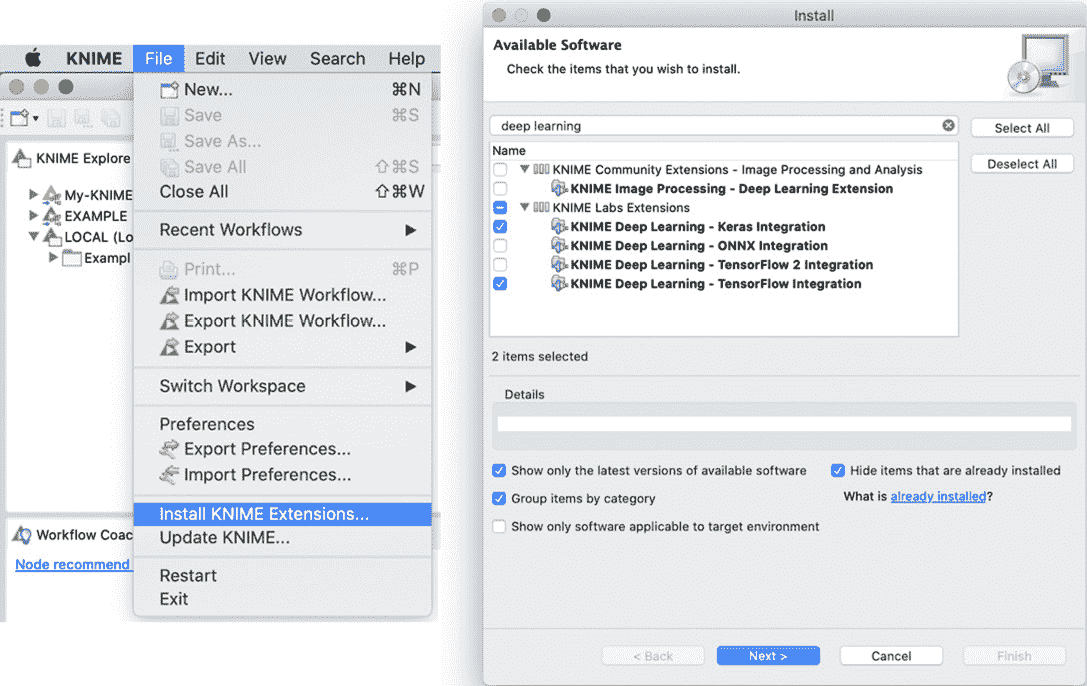 KNIME File Edit View Search Help
New... ⌘N
Save ⌘S
Save As...
Save All ⇧⌘S
Close All ⇧⌘W
Recent Workflows
Print... ⌘P
Import KNIME Workflow...
Export KNIME Workflow...
Export
Switch Workspace
Preferences
Export Preferences...
Import Preferences...
Install KNIME Extensions...
Update KNIME...
Restart
Exit
KNIME Explore
My-KNIME
EXAMPLE
LOCAL (Lo
Exampl
Workflow Coac
Node recommend
Install
Available Software
Check the items that you wish to install.
deep learning
Select All
Deselect All
Name
KNIME Community Extensions - Image Processing and Analysis
KNIME Image Processing - Deep Learning Extension
KNIME Labs Extensions
KNIME Deep Learning - Keras Integration
KNIME Deep Learning - ONNX Integration
KNIME Deep Learning - TensorFlow 2 Integration
KNIME Deep Learning - TensorFlow Integration
2 items selected
Details
Show only the latest versions of available software
Hide items that are already installed
Group items by category
What is already installed?
Show only software applicable to target environment
< Back
Next >
Cancel
Finish